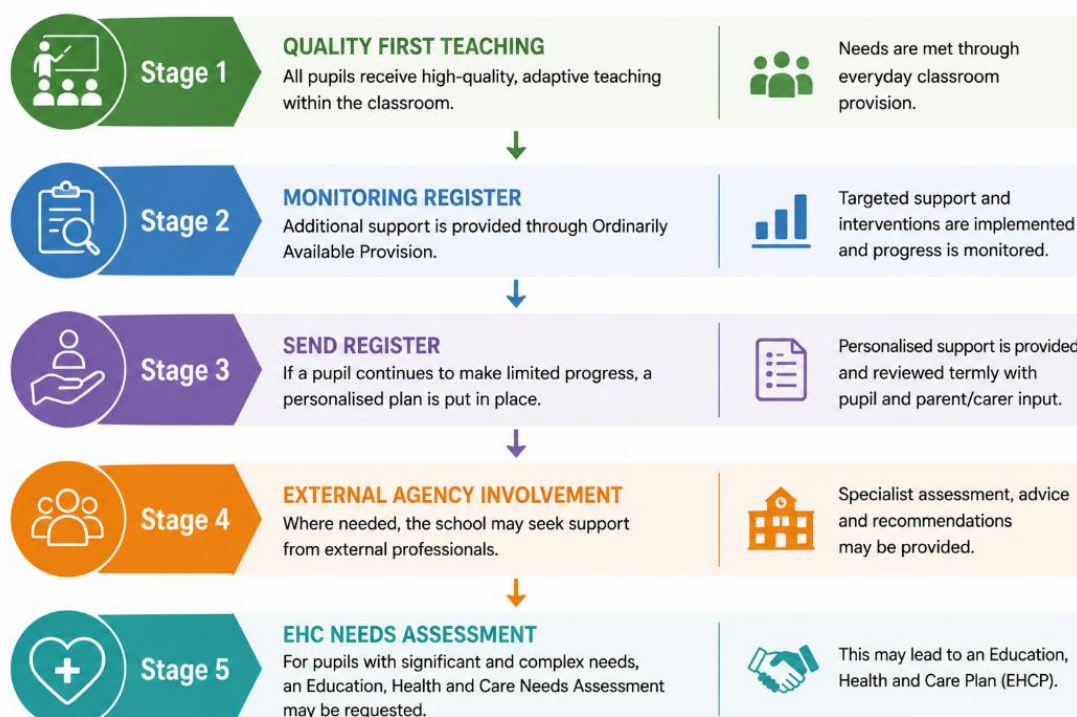 Stage 1
QUALITY FIRST TEACHING
All pupils receive high-quality, adaptive teaching
within the classroom.
Needs are met through
everyday classroom
provision.
Stage 2
MONITORING REGISTER
Additional support is provided through Ordinarily
Available Provision.
Targeted support and
interventions are implemented
and progress is monitored.
Stage 3
SEND REGISTER
If a pupil continues to make limited progress, a
personalised plan is put in place.
Personalised support is provided
and reviewed termly with
pupil and parent/carer input.
Stage 4
EXTERNAL AGENCY INVOLVEMENT
Where needed, the school may seek support
from external professionals.
Specialist assessment, advice
and recommendations
may be provided.
Stage 5
EHC NEEDS ASSESSMENT
For pupils with significant and complex needs,
an Education, Health and Care Needs Assessment
may be requested.
This may lead to an Education,
Health and Care Plan (EHCP).